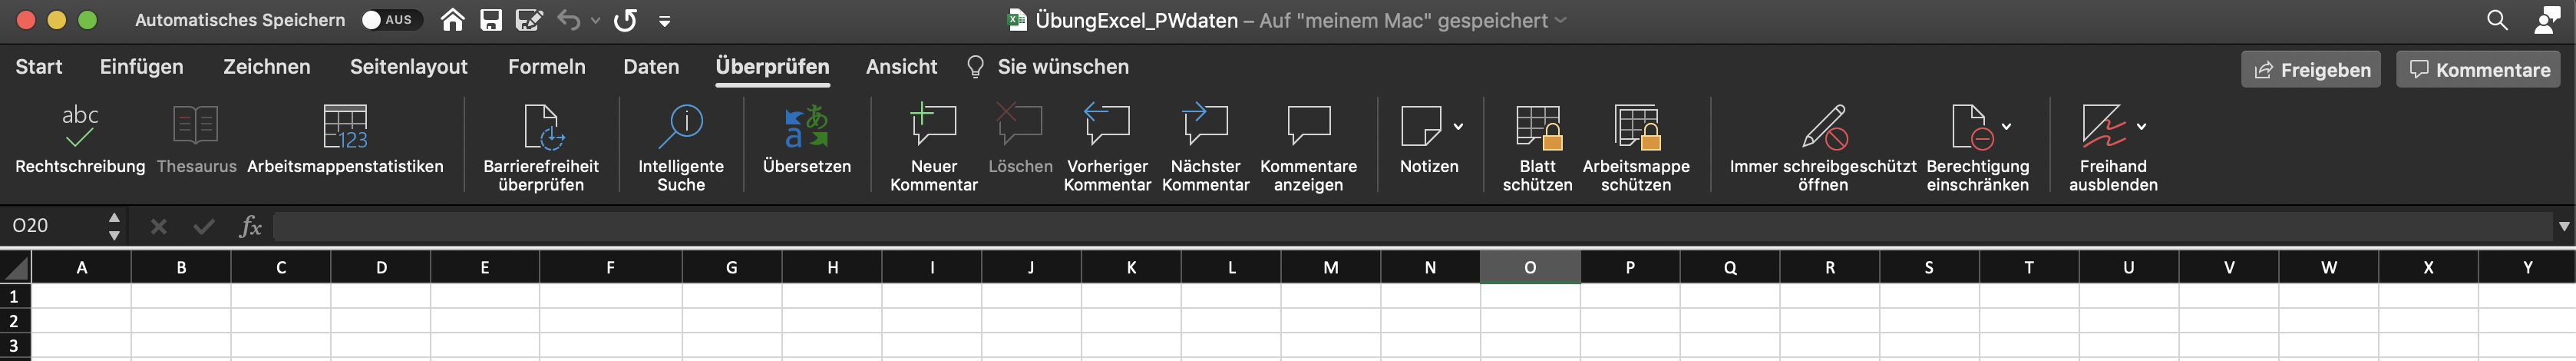 Automatisches Speichern AUS ÜbungExcel_PWdaten – Auf "meinem Mac" gespeichert
Start Einfügen Zeichnen Seitenlayout Formeln Daten Überprüfen Ansicht Sie wünschen Freigeben Kommentare
abc
123
a あ
Rechtschreibung Thesaurus Arbeitsmappenstatistiken Barrierefreiheit Intelligente Übersetzen Neuer Löschen Vorheriger Nächster Kommentare Notizen Blatt Arbeitsmappe Immer schreibgeschützt Berechtigung Freihand
überprüfen Suche Kommentar Kommentar Kommentar anzeigen schützen schützen öffnen einschränken ausblenden
O20 fx
A B C D E F G H I J K L M N O P Q R S T U V W X Y
1
2
3